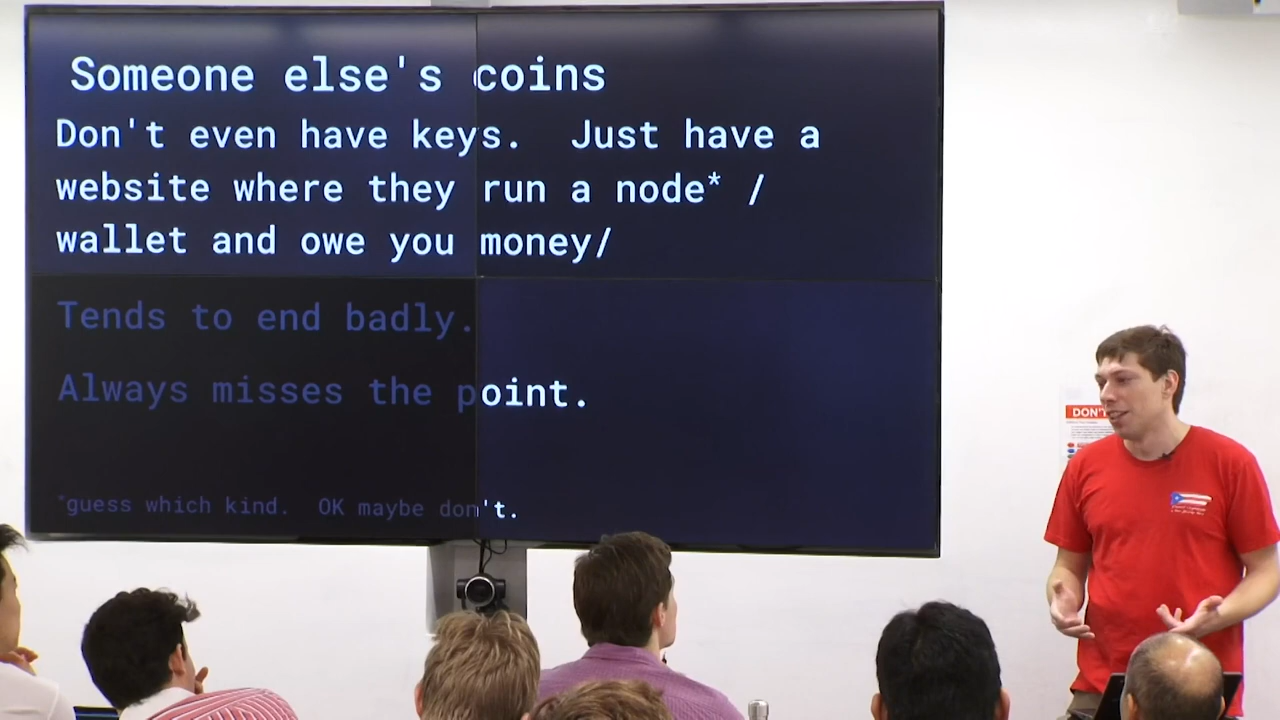 Someone else's coins
Don't even have keys. Just have a
website where they run a node* /
wallet and owe you money/
Tends to end badly.
Always misses the point.
*guess which kind. OK maybe don't.
DON'T